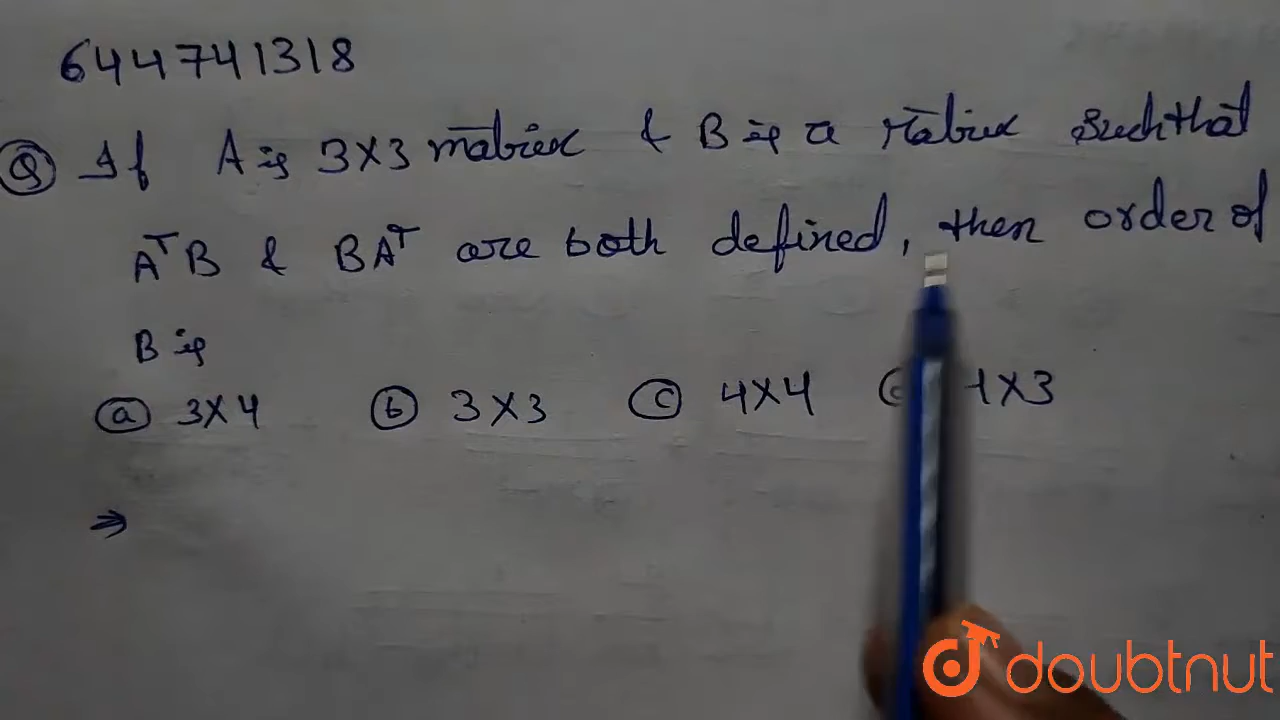 644741318
Q If A is 3X3 matrix & B is a matrix such that
AᵀB & BAᵀ are both defined, then order of
B is
a 3X4 b 3X3 c 4X4 X3
⇒
doubtnut